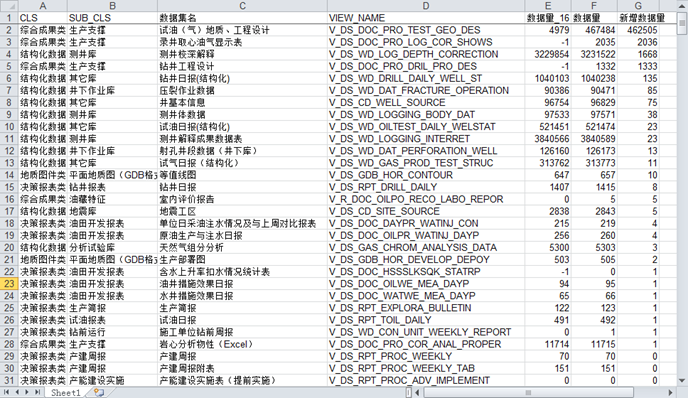 A B C D E F G
1 CLS SUB_CLS 数据集名 VIEW_NAME 数据量_16 数据量 新增数据量
2 综合成果类 生产支撑 试油（气）地质、工程设计 V_DS_DOC_PRO_TEST_GEO_DES 4979 467484 462505
3 综合成果类 生产支撑 录井取心油气显示表 V_DS_DOC_PRO_LOG_COR_SHOWS -1 2035 2036
4 结构化数据 测井库 测井校深解释 V_DS_WD_LOG_DEPTH_CORRECTION 3229854 3231522 1668
5 综合成果类 生产支撑 钻井工程设计 V_DS_DOC_PRO_DRIL_PRO_DES -1 1332 1333
6 结构化数据 其它库 钻井日报(结构化) V_DS_WD_DRILL_DAILY_WELL_ST 1040103 1040238 135
7 结构化数据 井下作业库 压裂作业数据 V_DS_WD_DAT_FRACTURE_OPERATION 90386 90471 85
8 结构化数据 其它库 井基本信息 V_DS_CD_WELL_SOURCE 96754 96829 75
9 结构化数据 测井库 测井体数据 V_DS_WD_LOGGING_BODY_DAT 97533 97571 38
10 结构化数据 其它库 试油日报(结构化) V_DS_WD_OILTEST_DAILY_WELSTAT 521451 521474 23
11 结构化数据 测井库 测井解释成果数据表 V_DS_WD_LOGGING_INTERRET 3840566 3840589 23
12 结构化数据 井下作业库 射孔井段数据（井下库） V_DS_WD_DAT_PERFORATION_WELL 126160 126173 13
13 结构化数据 其它库 试气日报（结构化） V_DS_WD_GAS_PROD_TEST_STRUC 313762 313773 11
14 地质图件类 平面地质图（GDB格式 等值线图 V_DS_GDB_HOR_CONTOUR 647 657 10
15 决策报表类 钻井报表 钻井日报 V_DS_RPT_DRILL_DAILY 1407 1415 8
16 综合成果类 油藏特征 室内评价报告 V_R_DOC_OILPO_RECO_LABO_REPOR 0 5 5
17 结构化数据 地震库 地震工区 V_DS_CD_SITE_SOURCE 2838 2843 5
18 决策报表类 油田开发报表 单位日采油注水情况及与上周对比报表 V_DS_DOC_DAYPR_WATINJ_CON 215 219 4
19 决策报表类 油田开发报表 原油生产与注水日报 V_DS_DOC_OILPR_WATINJ_DAYP 256 260 4
20 结构化数据 分析试验库 天然气组分分析 V_DS_GAS_CHROM_ANALYSIS_DATA 5300 5303 3
21 地质图件类 平面地质图（GDB格式 生产部署图 V_DS_GDB_HOR_DEVELOP_DEPOY 503 505 2
22 决策报表类 油田开发报表 含水上升率扣水情况统计表 V_DS_DOC_HSSSLKSQK_STATRP -1 0 1
23 决策报表类 油田开发报表 油井措施效果日报 V_DS_DOC_OILWE_MEA_DAYP 94 95 1
24 决策报表类 油田开发报表 水井措施效果日报 V_DS_DOC_WATWE_MEA_DAYP 65 66 1
25 决策报表类 生产简报 生产简报 V_DS_RPT_EXPLORA_BULLETIN 122 123 1
26 决策报表类 试油报表 试油日报 V_DS_RPT_TOIL_DAILY 491 492 1
27 决策报表类 钻前运行 施工单位钻前周报 V_DS_WD_CON_UNIT_WEEKLY_REPORT 0 1 1
28 综合成果类 生产支撑 岩心分析物性（Excel） V_DS_DOC_PRO_COR_ANAL_PROPER 11714 11715 1
29 决策报表类 产建周报 产建周报 V_DS_RPT_PROC_WEEKLY 70 70 0
30 决策报表类 产建周报 产建周报附表 V_DS_RPT_PROC_WEEKLY_TAB 151 151 0
31 决策报表类 产能建设实施 产能建设实施表（提前实施） V_DS_RPT_PROC_ADV_IMPLEMENT 0 0 0
Sheet1